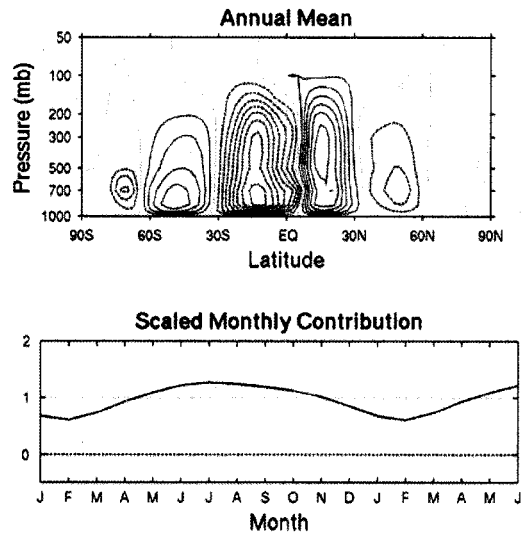 Annual Mean
50
100
200
300
500
700
1000
Pressure (mb)
90S 60S 30S EQ 30N 60N 90N
Latitude
Scaled Monthly Contribution
2
1
0
J F M A M J J A S O N D J F M A M J
Month